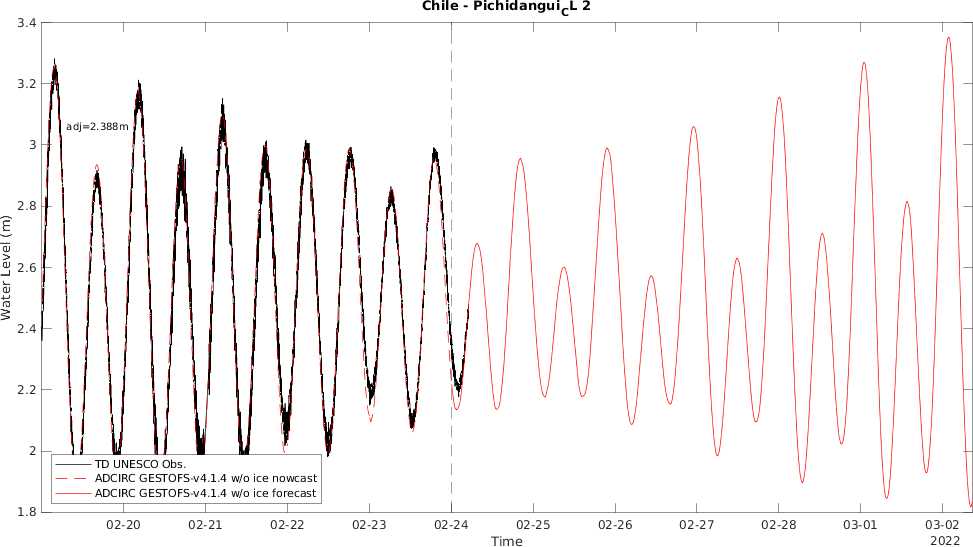 Chile - Pichidangui_CL 2
Water Level (m)
3.4
3.2
3
2.8
2.6
2.4
2.2
2
1.8
adj=2.388m
TD UNESCO Obs.
ADCIRC GESTOFS-v4.1.4 w/o ice nowcast
ADCIRC GESTOFS-v4.1.4 w/o ice forecast
02-20 02-21 02-22 02-23 02-24 02-25 02-26 02-27 02-28 03-01 03-02
Time
2022